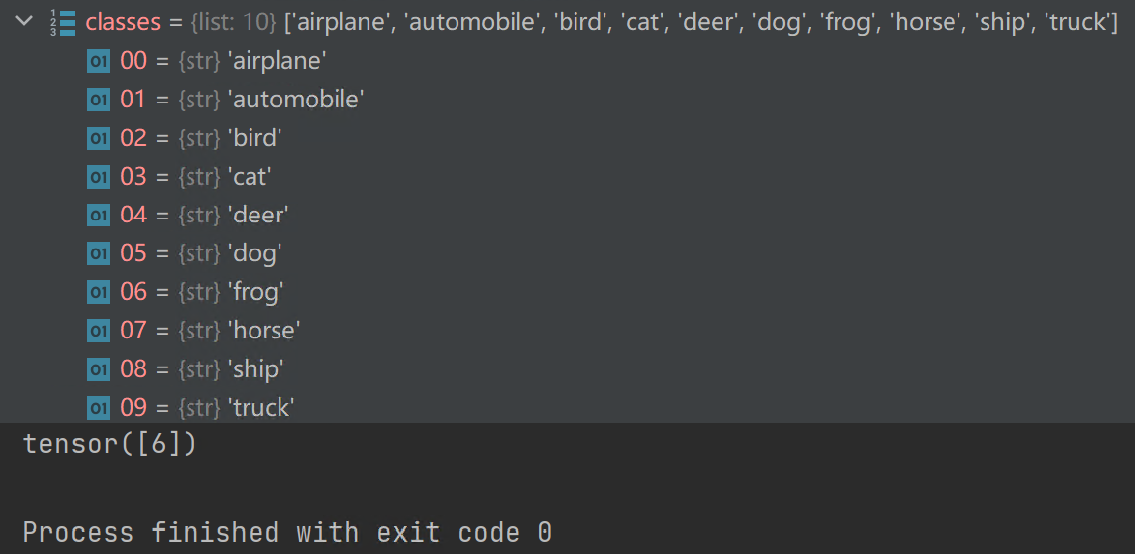 classes = {list: 10} ['airplane', 'automobile', 'bird', 'cat', 'deer', 'dog', 'frog', 'horse', 'ship', 'truck']
01 00 = {str} 'airplane'
01 01 = {str} 'automobile'
01 02 = {str} 'bird'
01 03 = {str} 'cat'
01 04 = {str} 'deer'
01 05 = {str} 'dog'
01 06 = {str} 'frog'
01 07 = {str} 'horse'
01 08 = {str} 'ship'
01 09 = {str} 'truck'
tensor([6])
Process finished with exit code 0